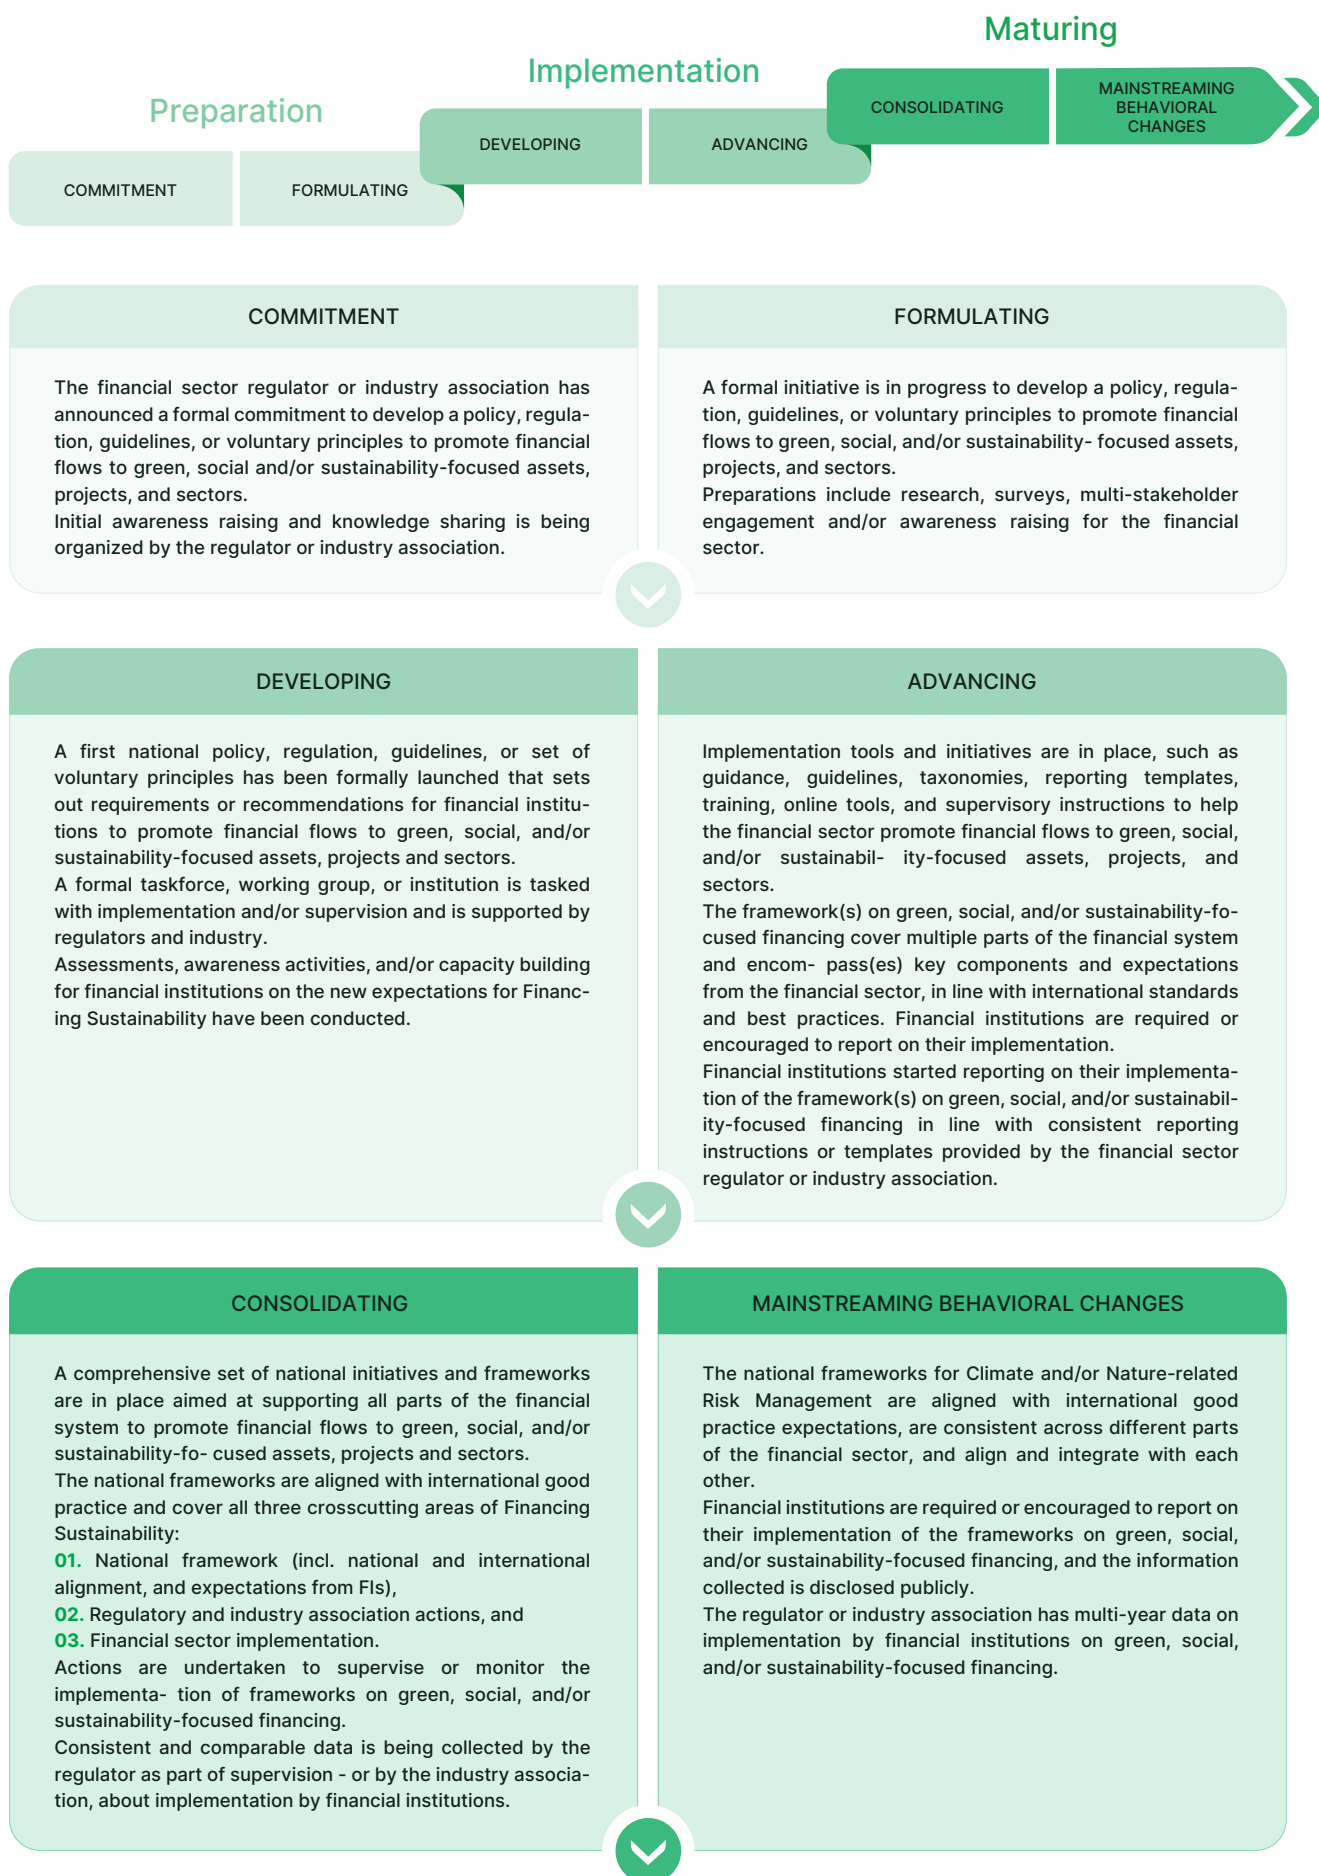 Maturing
Implementation
Preparation
CONSOLIDATING
MAINSTREAMING
BEHAVIORAL
CHANGES
DEVELOPING
ADVANCING
COMMITMENT
FORMULATING
COMMITMENT
The financial sector regulator or industry association has
announced a formal commitment to develop a policy, regula-
tion, guidelines, or voluntary principles to promote financial
flows to green, social and/or sustainability-focused assets,
projects, and sectors.
Initial awareness raising and knowledge sharing is being
organized by the regulator or industry association.
FORMULATING
A formal initiative is in progress to develop a policy, regula-
tion, guidelines, or voluntary principles to promote financial
flows to green, social, and/or sustainability- focused assets,
projects, and sectors.
Preparations include research, surveys, multi-stakeholder
engagement and/or awareness raising for the financial
sector.
DEVELOPING
A first national policy, regulation, guidelines, or set of
voluntary principles has been formally launched that sets
out requirements or recommendations for financial institu-
tions to promote financial flows to green, social, and/or
sustainability-focused assets, projects and sectors.
A formal taskforce, working group, or institution is tasked
with implementation and/or supervision and is supported by
regulators and industry.
Assessments, awareness activities, and/or capacity building
for financial institutions on the new expectations for Financ-
ing Sustainability have been conducted.
ADVANCING
Implementation tools and initiatives are in place, such as
guidance, guidelines, taxonomies, reporting templates,
training, online tools, and supervisory instructions to help
the financial sector promote financial flows to green, social,
and/or sustainabil- ity-focused assets, projects, and
sectors.
The framework(s) on green, social, and/or sustainability-fo-
cused financing cover multiple parts of the financial system
and encom- pass(es) key components and expectations
from the financial sector, in line with international standards
and best practices. Financial institutions are required or
encouraged to report on their implementation.
Financial institutions started reporting on their implementa-
tion of the framework(s) on green, social, and/or sustainabil-
ity-focused financing in line with consistent reporting
instructions or templates provided by the financial sector
regulator or industry association.
CONSOLIDATING
A comprehensive set of national initiatives and frameworks
are in place aimed at supporting all parts of the financial
system to promote financial flows to green, social, and/or
sustainability-fo- cused assets, projects and sectors.
The national frameworks are aligned with international good
practice and cover all three crosscutting areas of Financing
Sustainability:
01. National framework (incl. national and international
alignment, and expectations from FIs),
02. Regulatory and industry association actions, and
03. Financial sector implementation.
Actions are undertaken to supervise or monitor the
implementa- tion of frameworks on green, social, and/or
sustainability-focused financing.
Consistent and comparable data is being collected by the
regulator as part of supervision - or by the industry associa-
tion, about implementation by financial institutions.
MAINSTREAMING BEHAVIORAL CHANGES
The national frameworks for Climate and/or Nature-related
Risk Management are aligned with international good
practice expectations, are consistent across different parts
of the financial sector, and align and integrate with each
other.
Financial institutions are required or encouraged to report on
their implementation of the frameworks on green, social,
and/or sustainability-focused financing, and the information
collected is disclosed publicly.
The regulator or industry association has multi-year data on
implementation by financial institutions on green, social,
and/or sustainability-focused financing.